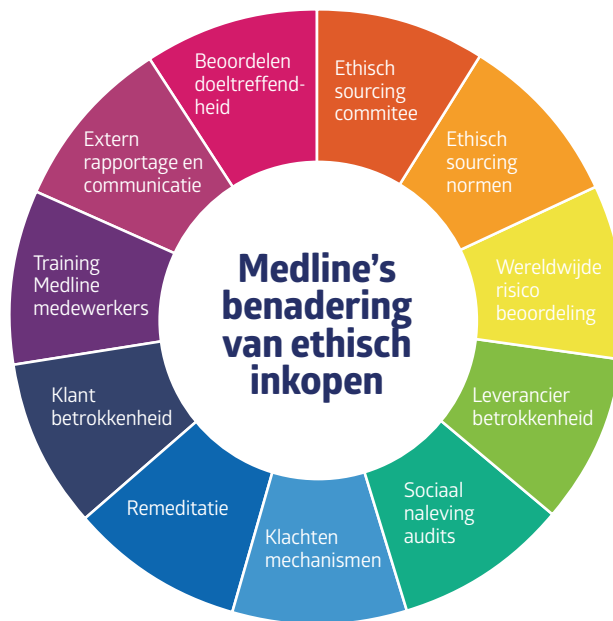 Medline's
benadering
van ethisch
inkopen
Ethisch
sourcing
commitee
Ethisch
sourcing
normen
Wereldwijde
risico
beoordeling
Leverancier
betrokkenheid
Sociaal
naleving
audits
Klachten
mechanismen
Remeditatie
Klant
betrokkenheid
Training
Medline
medewerkers
Extern
rapportage en
communicatie
Beoordelen
doeltreffend-
heid